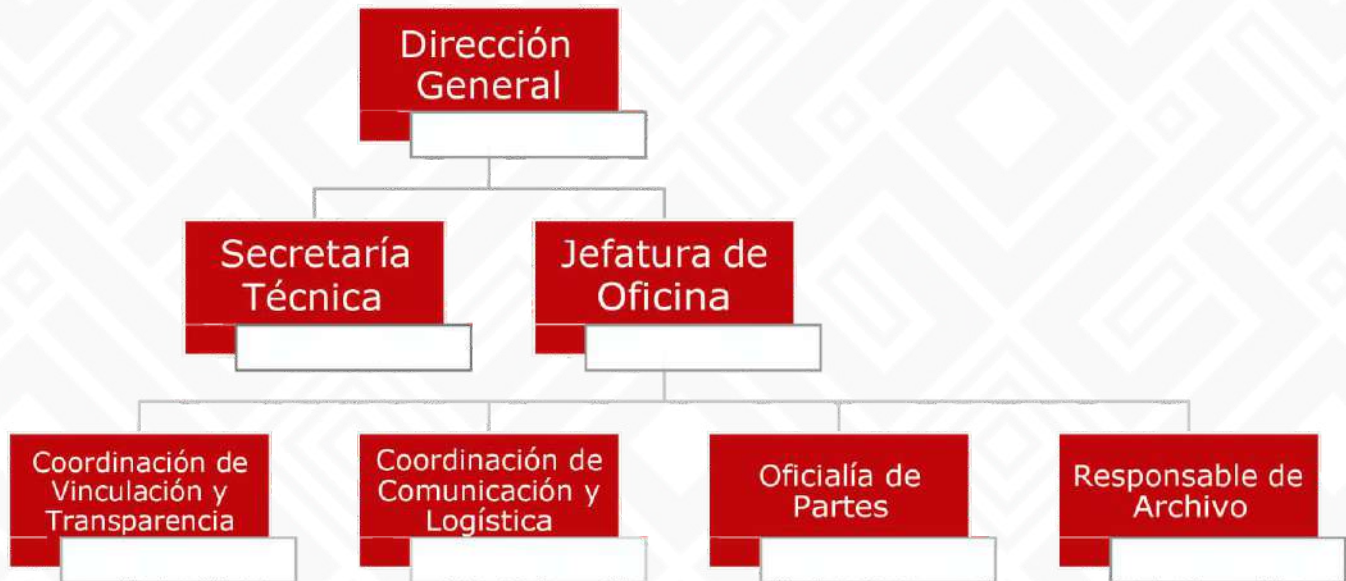 Dirección
General
Secretaría
Técnica
Jefatura de
Oficina
Coordinación de
Vinculación y
Transparencia
Coordinación de
Comunicación y
Logística
Oficialía de
Partes
Responsable de
Archivo